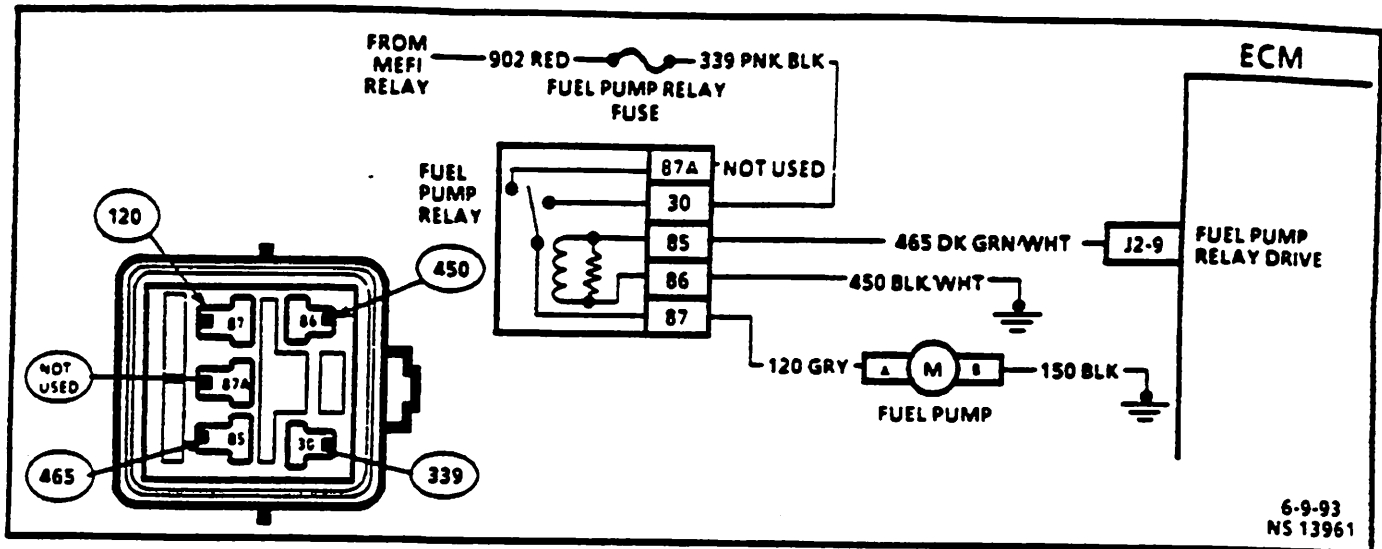 FROM
MEFI
RELAY
902 RED
339 PNK BLK
FUEL PUMP RELAY
FUSE
ECM
FUEL
PUMP
RELAY
87A
NOT USED
30
85
465 DK GRN/WHT
J2-9
FUEL PUMP
RELAY DRIVE
86
450 BLK/WHT
87
120 GRY
A
M
B
150 BLK
FUEL PUMP
120
450
87
86
NOT
USED
87A
85
30
465
339
6-9-93
NS 13961